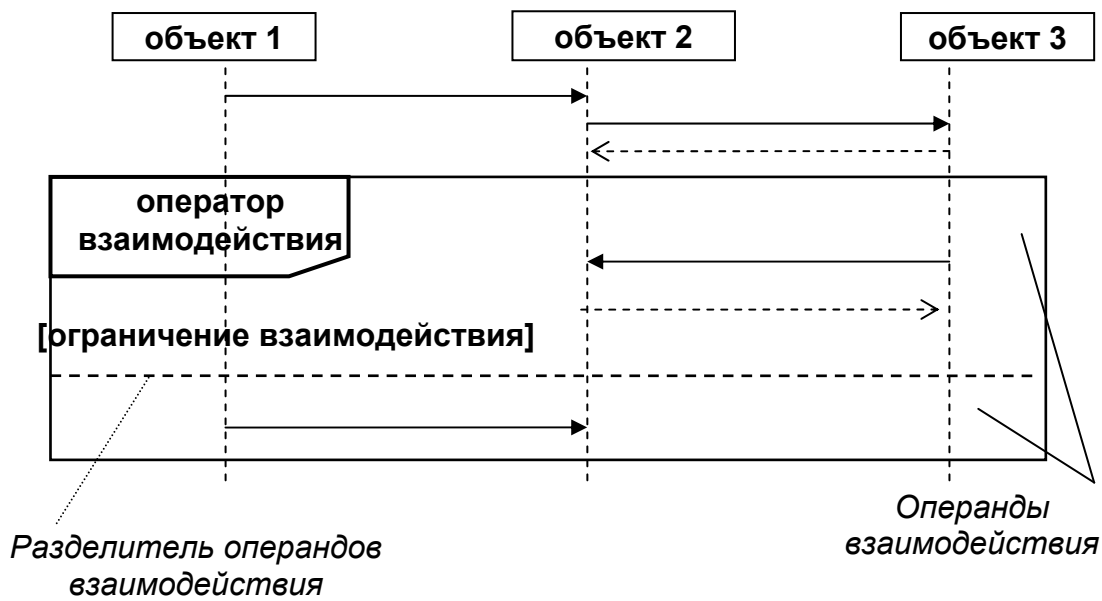 объект 1
объект 2
объект 3
оператор
взаимодействия
[ограничение взаимодействия]
Операнды
взаимодействия
Разделитель операндов
взаимодействия